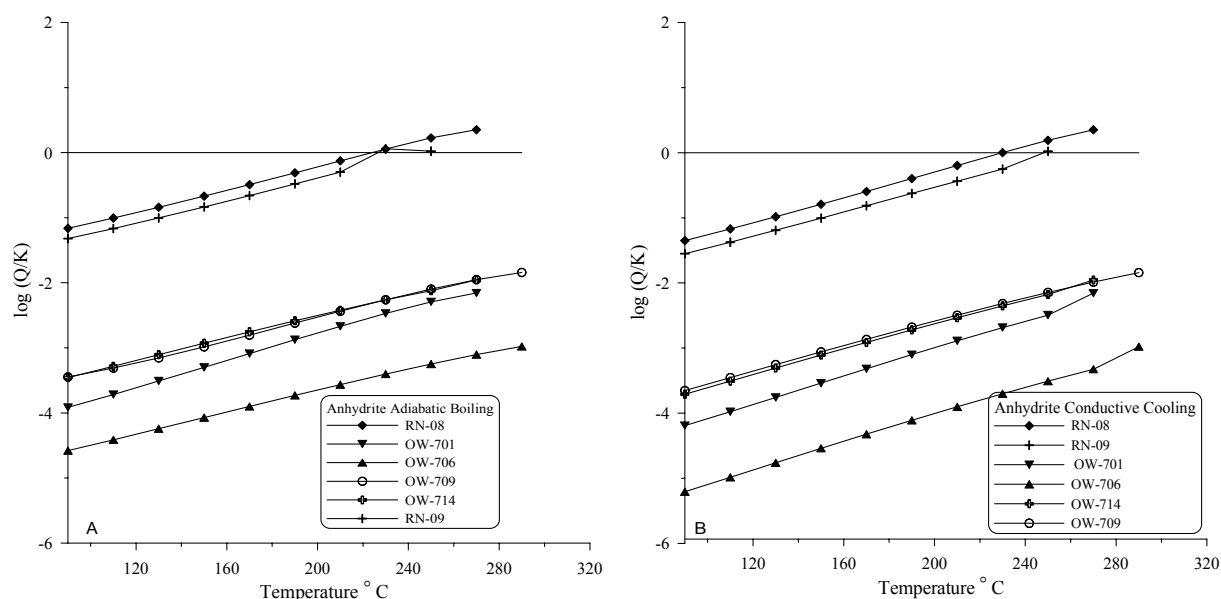 2
0
-2
-4
-6
log (Q/K)
120
160
200
240
280
320
Temperature ° C
Anhydrite Adiabatic Boiling
RN-08
OW-701
OW-706
OW-709
OW-714
RN-09
A
2
0
-2
-4
-6
log (Q/K)
120
160
200
240
280
320
Temperature ° C
Anhydrite Conductive Cooling
RN-08
RN-09
OW-701
OW-706
OW-714
OW-709
B